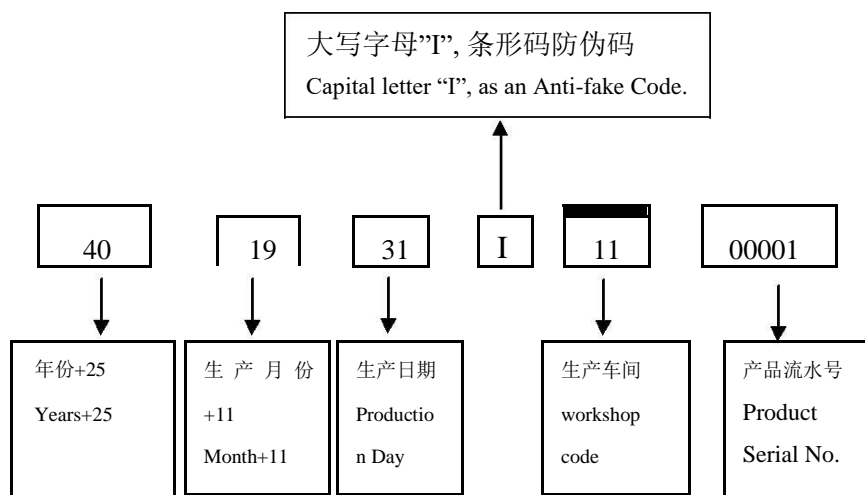 大写字母”I”, 条形码防伪码
Capital letter “I”, as an Anti-fake Code.
40
19
31
I
11
00001
年份+25
Years+25
生 产 月 份
+11
Month+11
生产日期
Productio
n Day
生产车间
workshop
code
产品流水号
Product
Serial No.